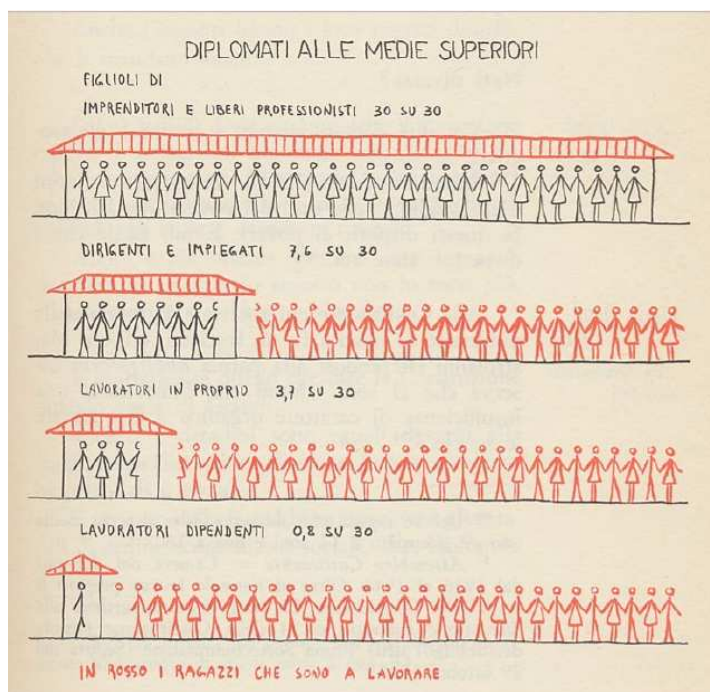 DIPLOMATI ALLE MEDIE SUPERIORI
FIGLIOLI DI
IMPRENDITORI E LIBERI PROFESSIONISTI 30 SU 30
DIRIGENTI E IMPIEGATI 7,6 SU 30
LAVORATORI IN PROPRIO 3,7 SU 30
LAVORATORI DIPENDENTI 0,8 SU 30
IN ROSSO I RAGAZZI CHE SONO A LAVORARE